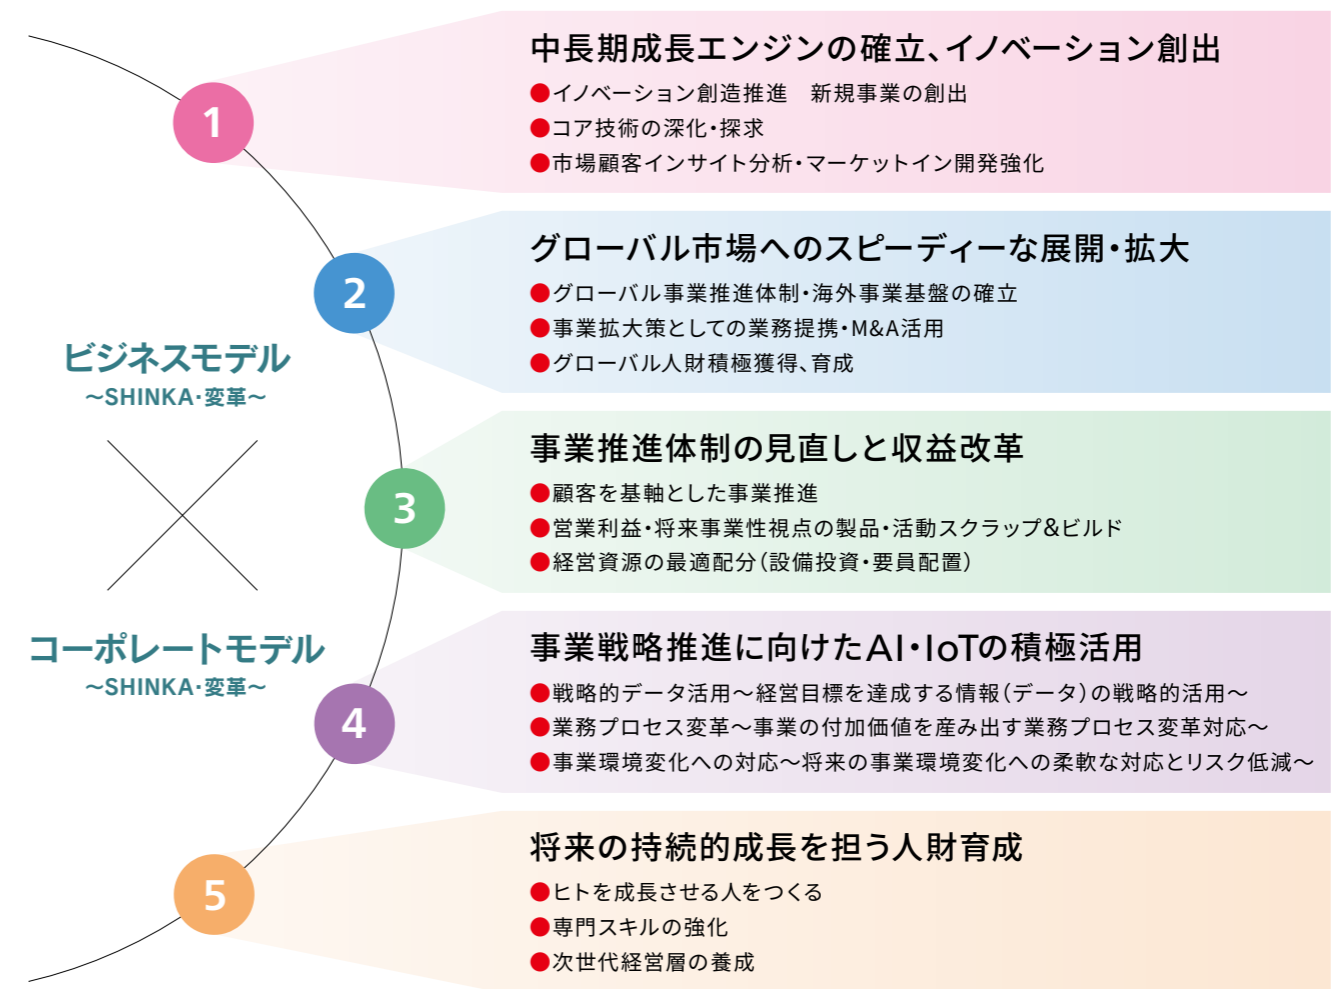 ビジネスモデル
〜SHINKA・変革〜
コーポレートモデル
〜SHINKA・変革〜
1
中長期成長エンジンの確立、イノベーション創出
●イノベーション創造推進　新規事業の創出
●コア技術の深化・探求
●市場顧客インサイト分析・マーケットイン開発強化
2
グローバル市場へのスピーディーな展開・拡大
●グローバル事業推進体制・海外事業基盤の確立
●事業拡大策としての業務提携・M&A活用
●グローバル人財積極獲得、育成
3
事業推進体制の見直しと収益改革
●顧客を基軸とした事業推進
●営業利益・将来事業性視点の製品・活動スクラップ&ビルド
●経営資源の最適配分（設備投資・要員配置）
4
事業戦略推進に向けたAI・IoTの積極活用
●戦略的データ活用〜経営目標を達成する情報（データ）の戦略的活用〜
●業務プロセス変革〜事業の付加価値を産み出す業務プロセス変革対応〜
●事業環境変化への対応〜将来の事業環境変化への柔軟な対応とリスク低減〜
5
将来の持続的成長を担う人財育成
●ヒトを成長させる人をつくる
●専門スキルの強化
●次世代経営層の養成